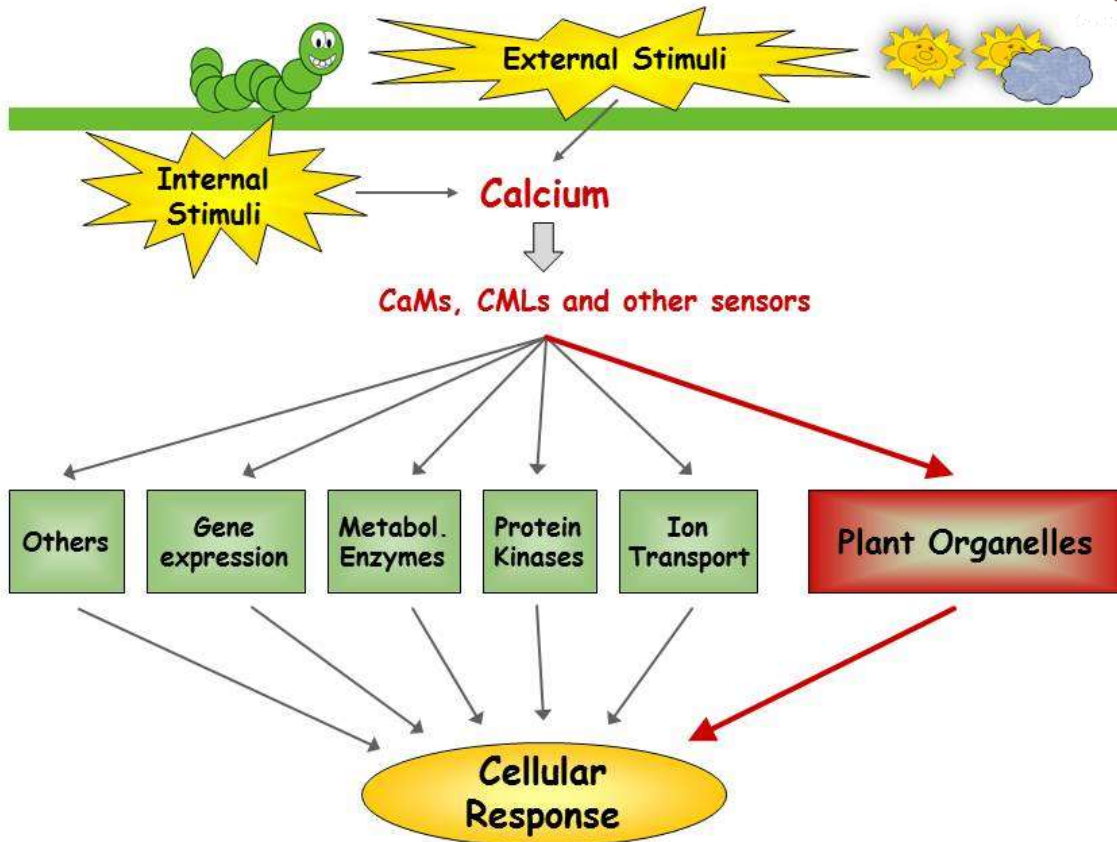 External Stimuli
Internal
Stimuli
Calcium
CaMs, CMLs and other sensors
Others
Gene
expression
Metabol.
Enzymes
Protein
Kinases
Ion
Transport
Plant Organelles
Cellular
Response